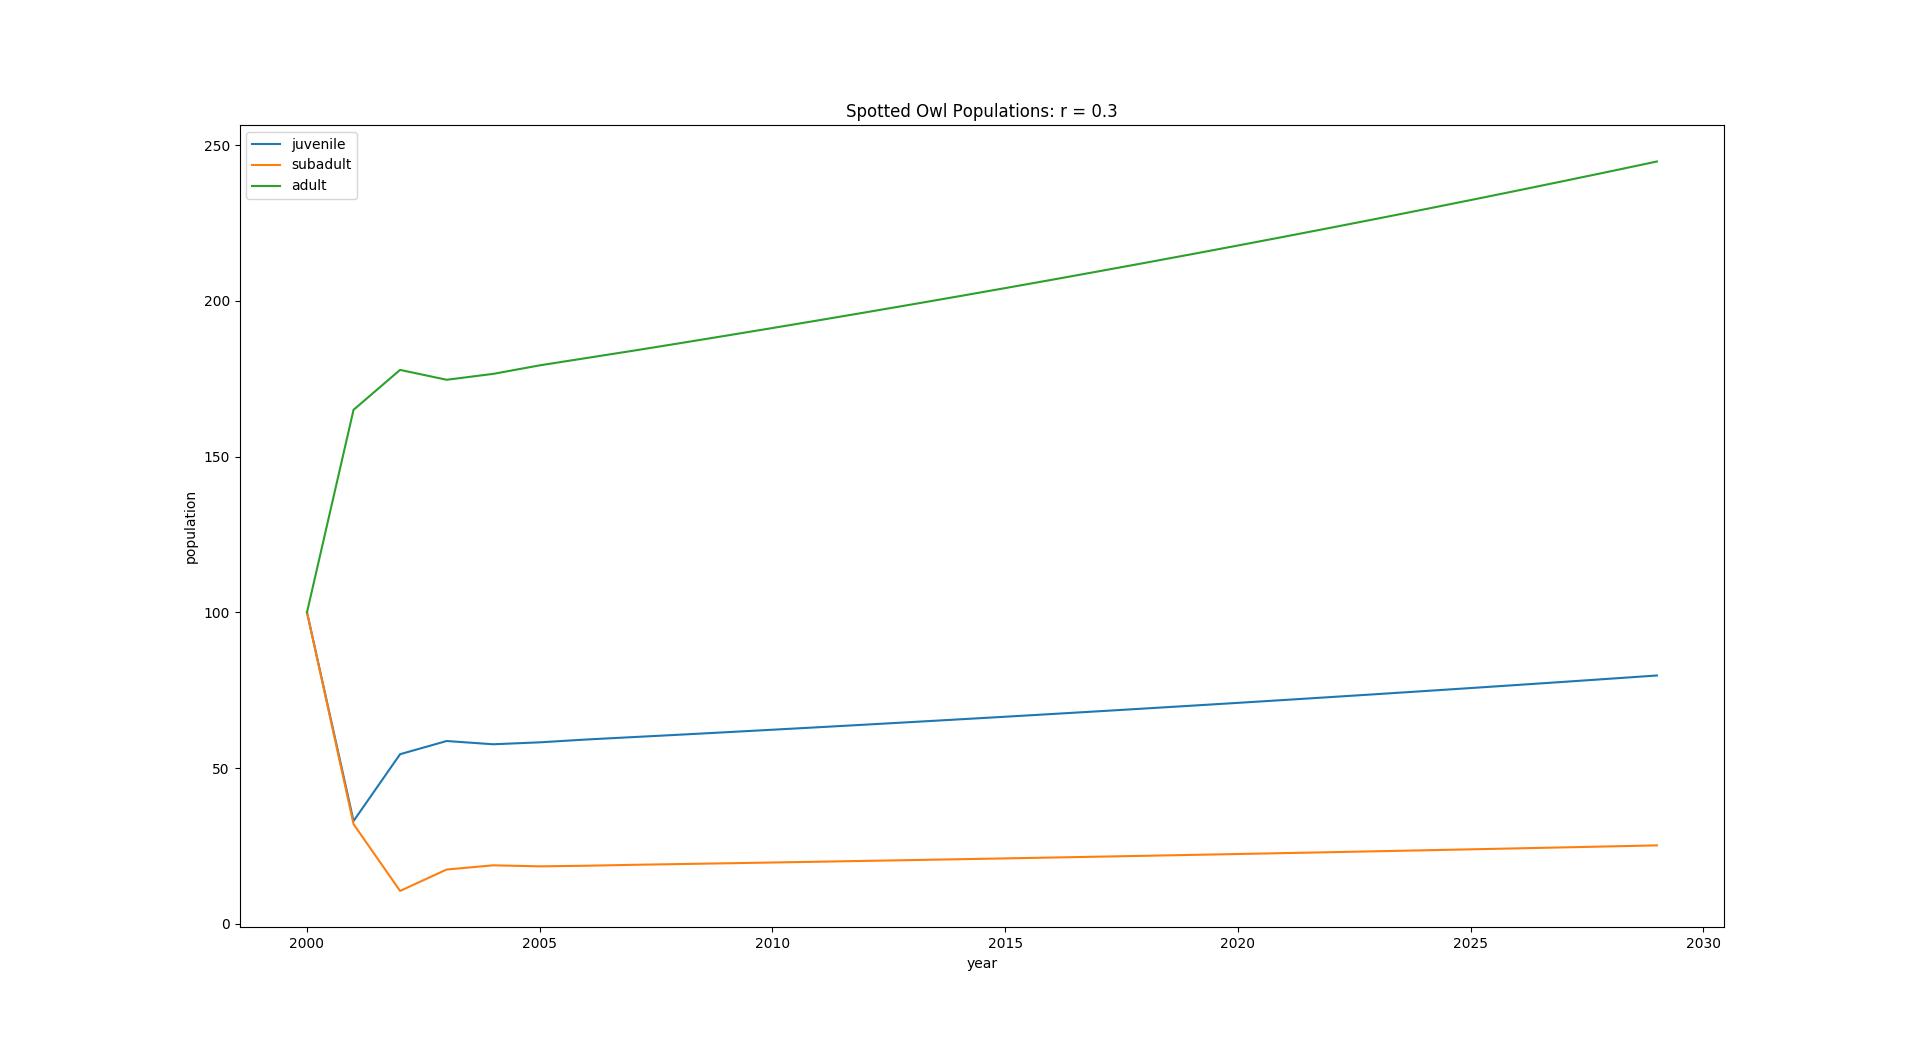 Spotted Owl Populations: r = 0.3
juvenile
subadult
adult
250
200
150
100
50
0
population
2000 2005 2010 2015 2020 2025 2030
year